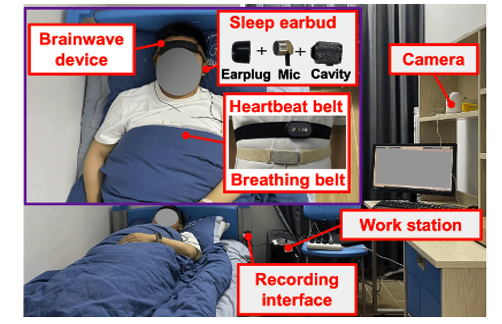 Brainwave
device
Sleep earbud
+ +
Earplug Mic Cavity
Camera
Heartbeat belt
Breathing belt
Work station
Recording
interface